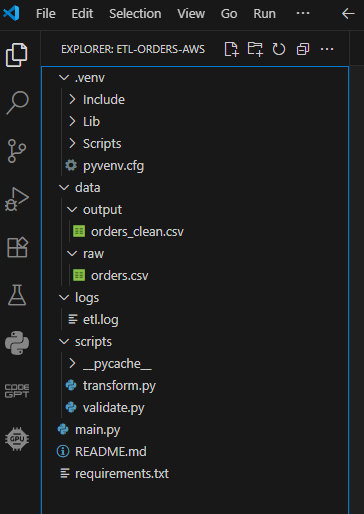 File Edit Selection View Go Run ...
EXPLORER: ETL-ORDERS-AWS
.venv
Include
Lib
Scripts
pyvenv.cfg
data
output
orders_clean.csv
raw
orders.csv
logs
etl.log
scripts
__pycache__
transform.py
validate.py
main.py
README.md
requirements.txt
CODE
GPT
GPU